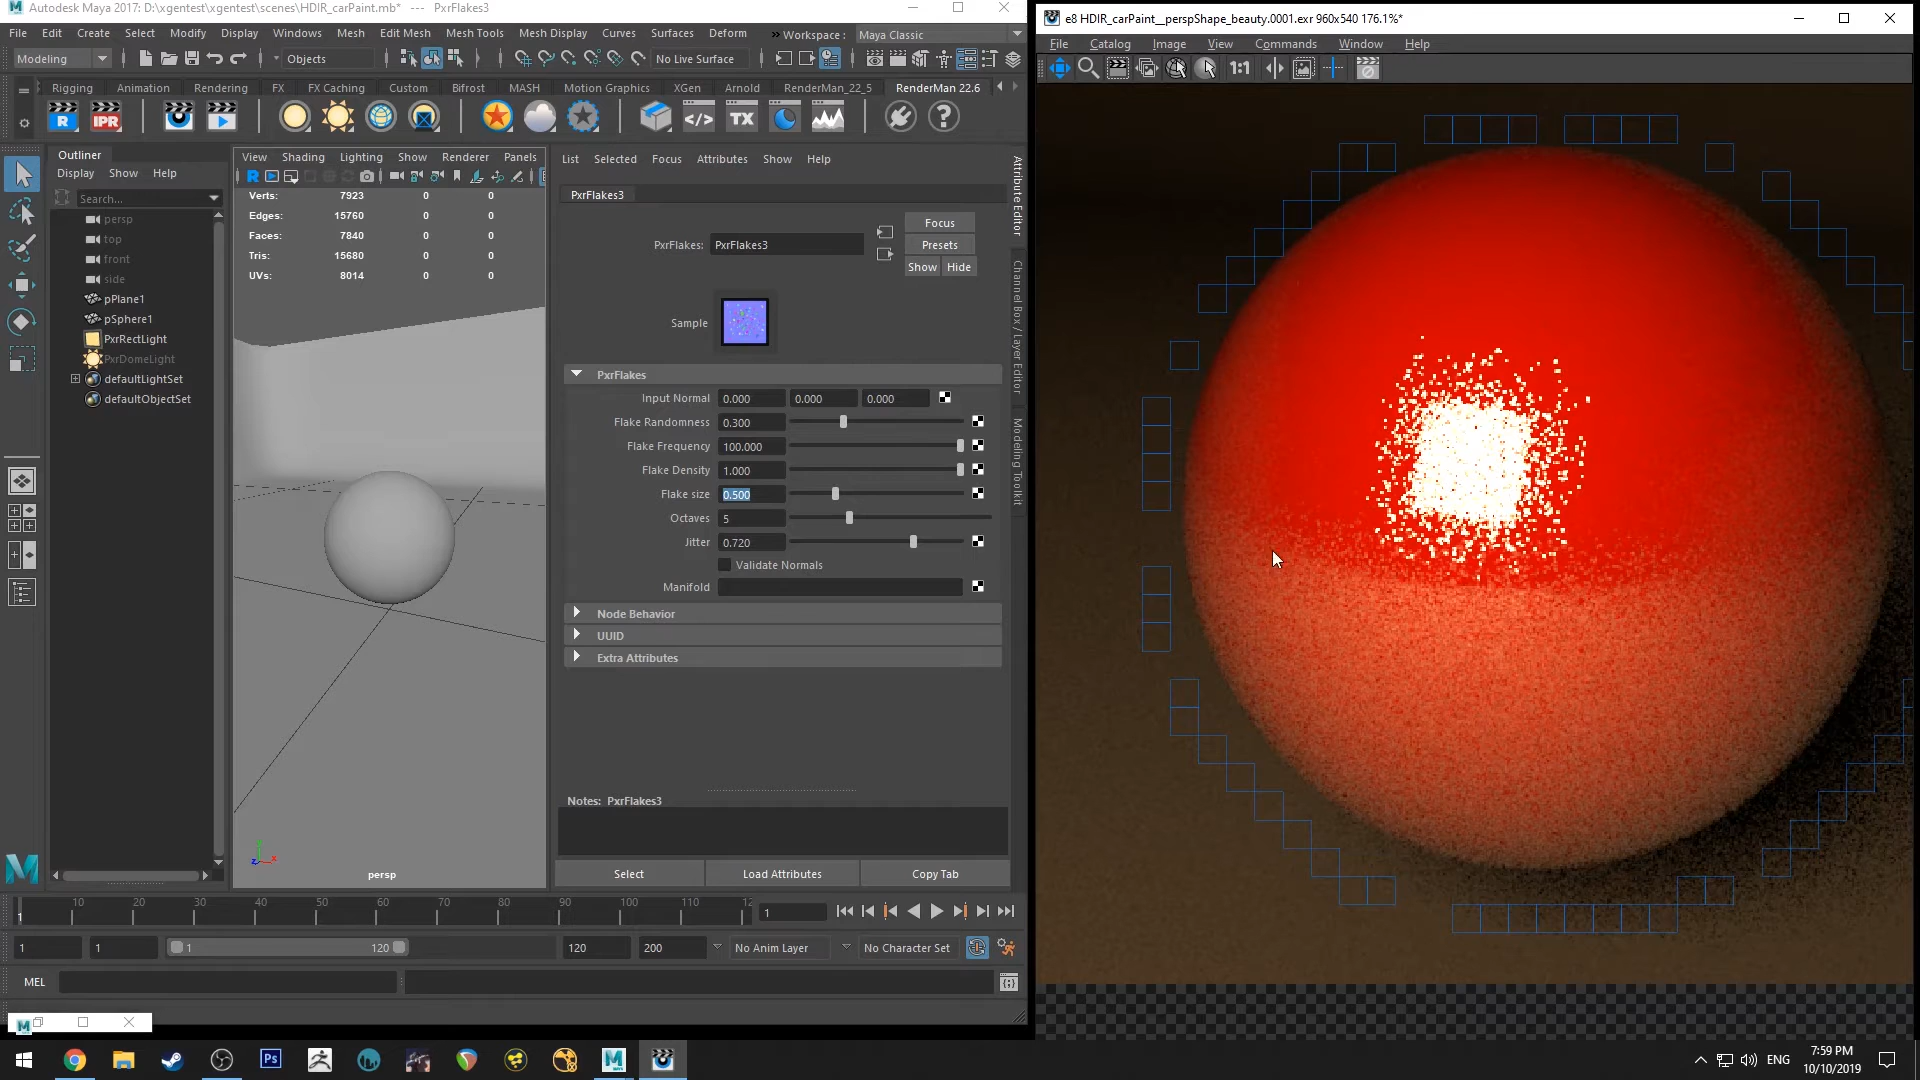 Autodesk Maya 2017: D:\xgentest\xgentest\scenes\HDIR_carPaint.mb* --- PxrFlakes3
File Edit Create Select Modify Display Windows Mesh Edit Mesh Mesh Tools Mesh Display Curves Surfaces Deform » Workspace : Maya Classic
Modeling Objects No Live Surface
Rigging Animation Rendering FX FX Caching Custom Bifrost MASH Motion Graphics XGen Arnold RenderMan_22_5 RenderMan 22.6
R IPR </> TX ?
Outliner
Display Show Help
Search...
persp
top
front
side
pPlane1
pSphere1
PxrRectLight
PxrDomeLight
defaultLightSet
defaultObjectSet
View Shading Lighting Show Renderer Panels
Verts: 7923 0 0
Edges: 15760 0 0
Faces: 7840 0 0
Tris: 15680 0 0
UVs: 8014 0 0
persp
List Selected Focus Attributes Show Help
PxrFlakes3
PxrFlakes: PxrFlakes3
Focus
Presets
Show Hide
Sample
PxrFlakes
Input Normal 0.000 0.000 0.000
Flake Randomness 0.300
Flake Frequency 100.000
Flake Density 1.000
Flake size 0.500
Octaves 5
Jitter 0.720
Validate Normals
Manifold
Node Behavior
UUID
Extra Attributes
Notes: PxrFlakes3
Select Load Attributes Copy Tab
Attribute Editor
Channel Box / Layer Editor
Modeling Toolkit
1 10 20 30 40 50 60 70 80 90 100 110 12 1
1 1 1 120 120 200 No Anim Layer No Character Set
MEL
e8 HDIR_carPaint__perspShape_beauty.0001.exr 960x540 176.1%*
File Catalog Image View Commands Window Help
1:1
Ps ENG 7:59 PM
10/10/2019